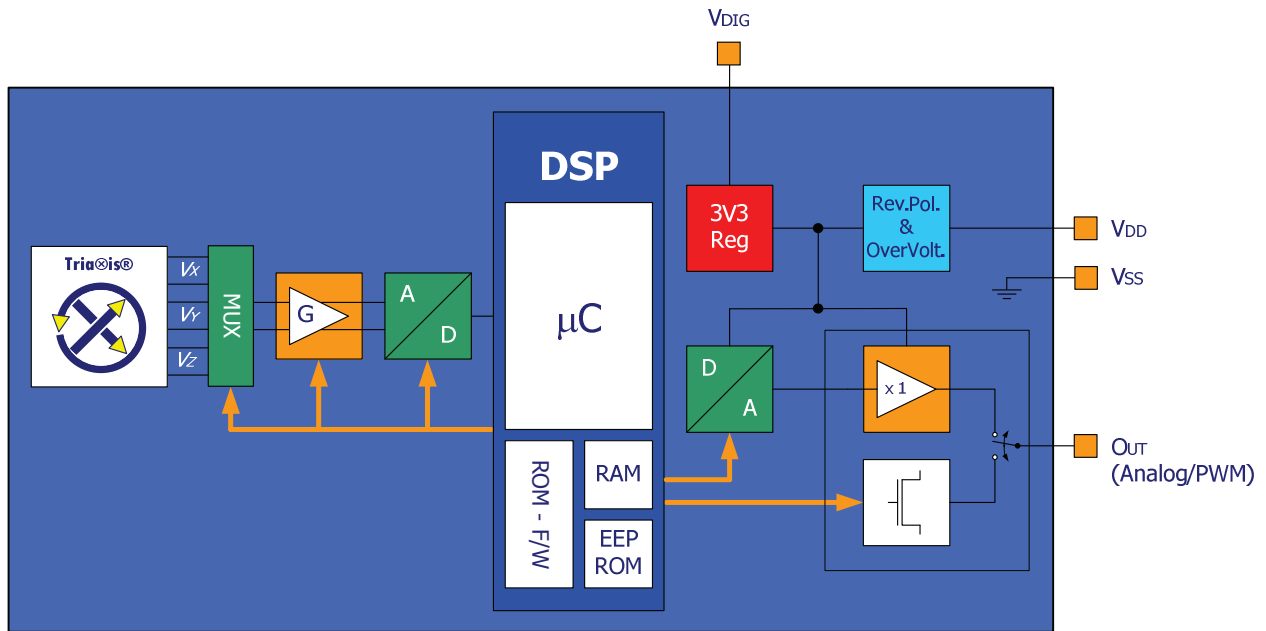 VDIG
DSP
3V3
Reg
Rev.Pol.
&
OverVolt.
VDD
VSS
Tria⊗is®
VX
VY
VZ
MUX
G
A
D
µC
D
A
x 1
OUT
(Analog/PWM)
ROM - F/W
RAM
EEP
ROM